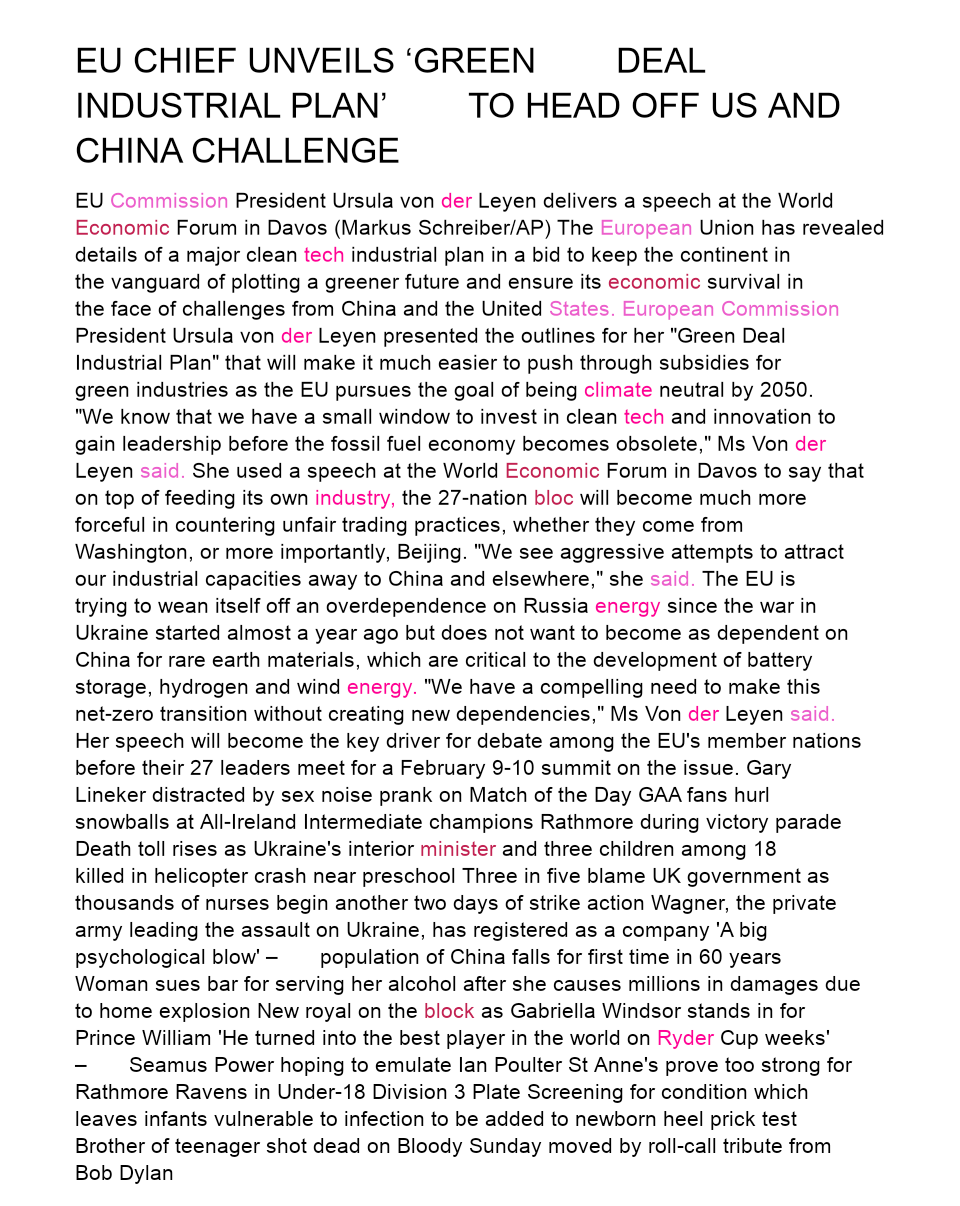 EU CHIEF UNVEILS ‘GREEN DEAL
INDUSTRIAL PLAN’ TO HEAD OFF US AND
CHINA CHALLENGE
EU Commission President Ursula von der Leyen delivers a speech at the World
Economic Forum in Davos (Markus Schreiber/AP) The European Union has revealed
details of a major clean tech industrial plan in a bid to keep the continent in
the vanguard of plotting a greener future and ensure its economic survival in
the face of challenges from China and the United States. European Commission
President Ursula von der Leyen presented the outlines for her "Green Deal
Industrial Plan" that will make it much easier to push through subsidies for
green industries as the EU pursues the goal of being climate neutral by 2050.
"We know that we have a small window to invest in clean tech and innovation to
gain leadership before the fossil fuel economy becomes obsolete," Ms Von der
Leyen said. She used a speech at the World Economic Forum in Davos to say that
on top of feeding its own industry, the 27-nation bloc will become much more
forceful in countering unfair trading practices, whether they come from
Washington, or more importantly, Beijing. "We see aggressive attempts to attract
our industrial capacities away to China and elsewhere," she said. The EU is
trying to wean itself off an overdependence on Russia energy since the war in
Ukraine started almost a year ago but does not want to become as dependent on
China for rare earth materials, which are critical to the development of battery
storage, hydrogen and wind energy. "We have a compelling need to make this
net-zero transition without creating new dependencies," Ms Von der Leyen said.
Her speech will become the key driver for debate among the EU's member nations
before their 27 leaders meet for a February 9-10 summit on the issue. Gary
Lineker distracted by sex noise prank on Match of the Day GAA fans hurl
snowballs at All-Ireland Intermediate champions Rathmore during victory parade
Death toll rises as Ukraine's interior minister and three children among 18
killed in helicopter crash near preschool Three in five blame UK government as
thousands of nurses begin another two days of strike action Wagner, the private
army leading the assault on Ukraine, has registered as a company 'A big
psychological blow' – population of China falls for first time in 60 years
Woman sues bar for serving her alcohol after she causes millions in damages due
to home explosion New royal on the block as Gabriella Windsor stands in for
Prince William 'He turned into the best player in the world on Ryder Cup weeks'
– Seamus Power hoping to emulate Ian Poulter St Anne's prove too strong for
Rathmore Ravens in Under-18 Division 3 Plate Screening for condition which
leaves infants vulnerable to infection to be added to newborn heel prick test
Brother of teenager shot dead on Bloody Sunday moved by roll-call tribute from
Bob Dylan